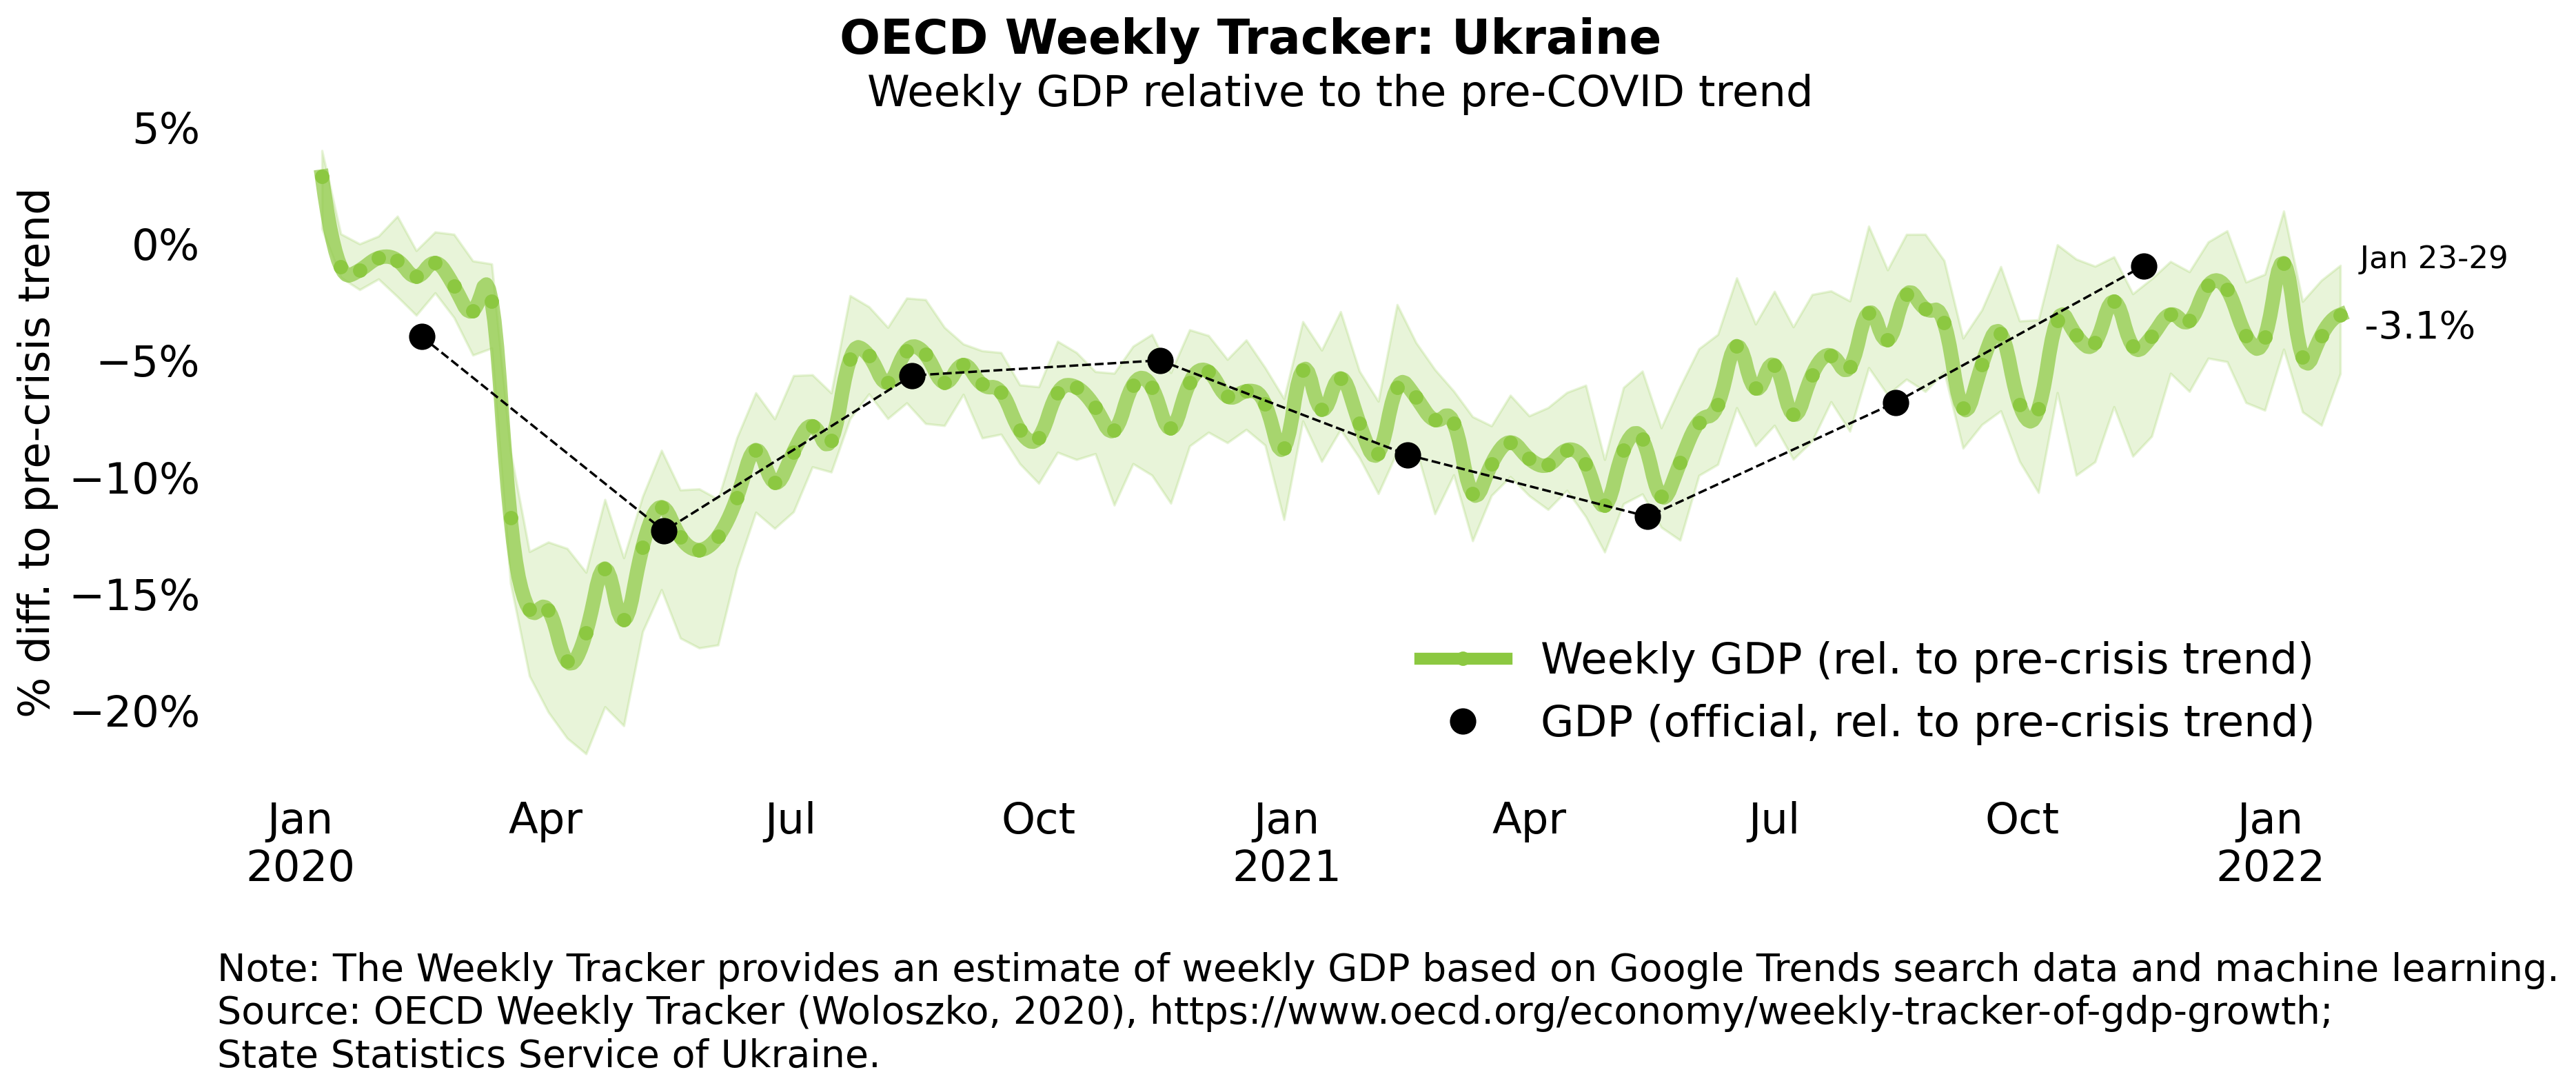 OECD Weekly Tracker: Ukraine
Weekly GDP relative to the pre-COVID trend
% diff. to pre-crisis trend
5%
0%
−5%
−10%
−15%
−20%
Jan 23-29
-3.1%
Weekly GDP (rel. to pre-crisis trend)
GDP (official, rel. to pre-crisis trend)
Jan Apr Jul Oct Jan Apr Jul Oct Jan
2020 2021 2022
Note: The Weekly Tracker provides an estimate of weekly GDP based on Google Trends search data and machine learning.
Source: OECD Weekly Tracker (Woloszko, 2020), https://www.oecd.org/economy/weekly-tracker-of-gdp-growth;
State Statistics Service of Ukraine.